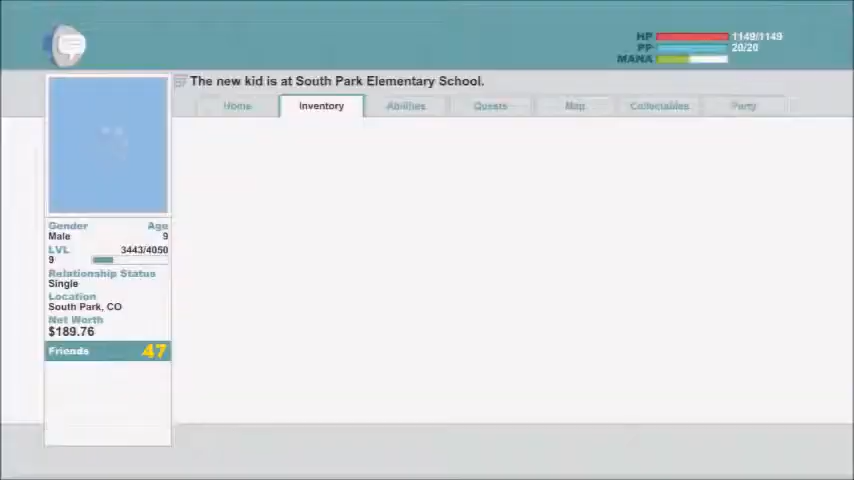 HP 1149/1149
PP 20/20
MANA
The new kid is at South Park Elementary School.
Home Inventory Abilities Quests Map Collectables Party
Gender Age
Male 9
LVL 3443/4050
9
Relationship Status
Single
Location
South Park, CO
Net Worth
$189.76
Friends 47